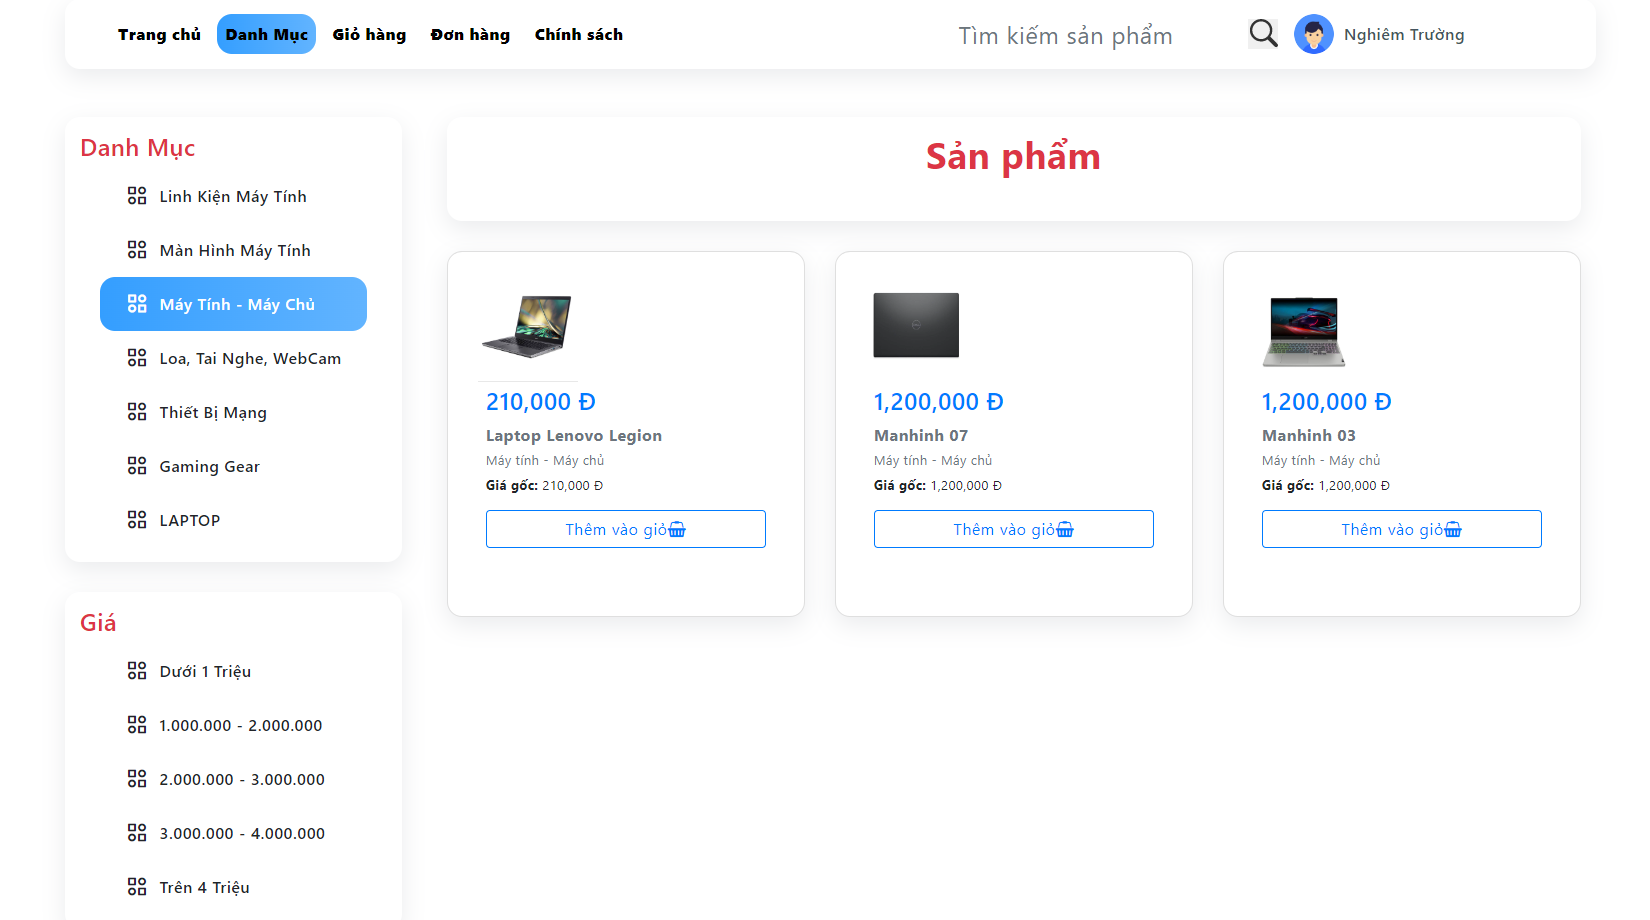 Trang chủ Danh Mục Giỏ hàng Đơn hàng Chính sách Tìm kiếm sản phẩm Nghiêm Trường
Danh Mục
Linh Kiện Máy Tính
Màn Hình Máy Tính
Máy Tính - Máy Chủ
Loa, Tai Nghe, WebCam
Thiết Bị Mạng
Gaming Gear
LAPTOP
Giá
Dưới 1 Triệu
1.000.000 - 2.000.000
2.000.000 - 3.000.000
3.000.000 - 4.000.000
Trên 4 Triệu
Sản phẩm
210,000 Đ
Laptop Lenovo Legion
Máy tính - Máy chủ
Giá gốc: 210,000 Đ
Thêm vào giỏ
1,200,000 Đ
Manhinh 07
Máy tính - Máy chủ
Giá gốc: 1,200,000 Đ
Thêm vào giỏ
1,200,000 Đ
Manhinh 03
Máy tính - Máy chủ
Giá gốc: 1,200,000 Đ
Thêm vào giỏ